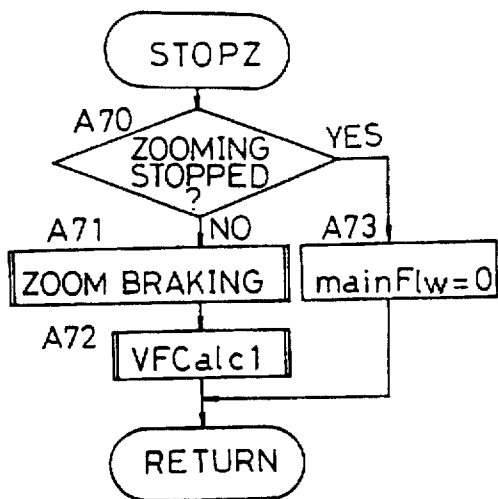 STOPZ
A70
ZOOMING
STOPPED
?
YES
NO
A71
ZOOM BRAKING
A73
mainFlw=0
A72
VFCalc1
RETURN